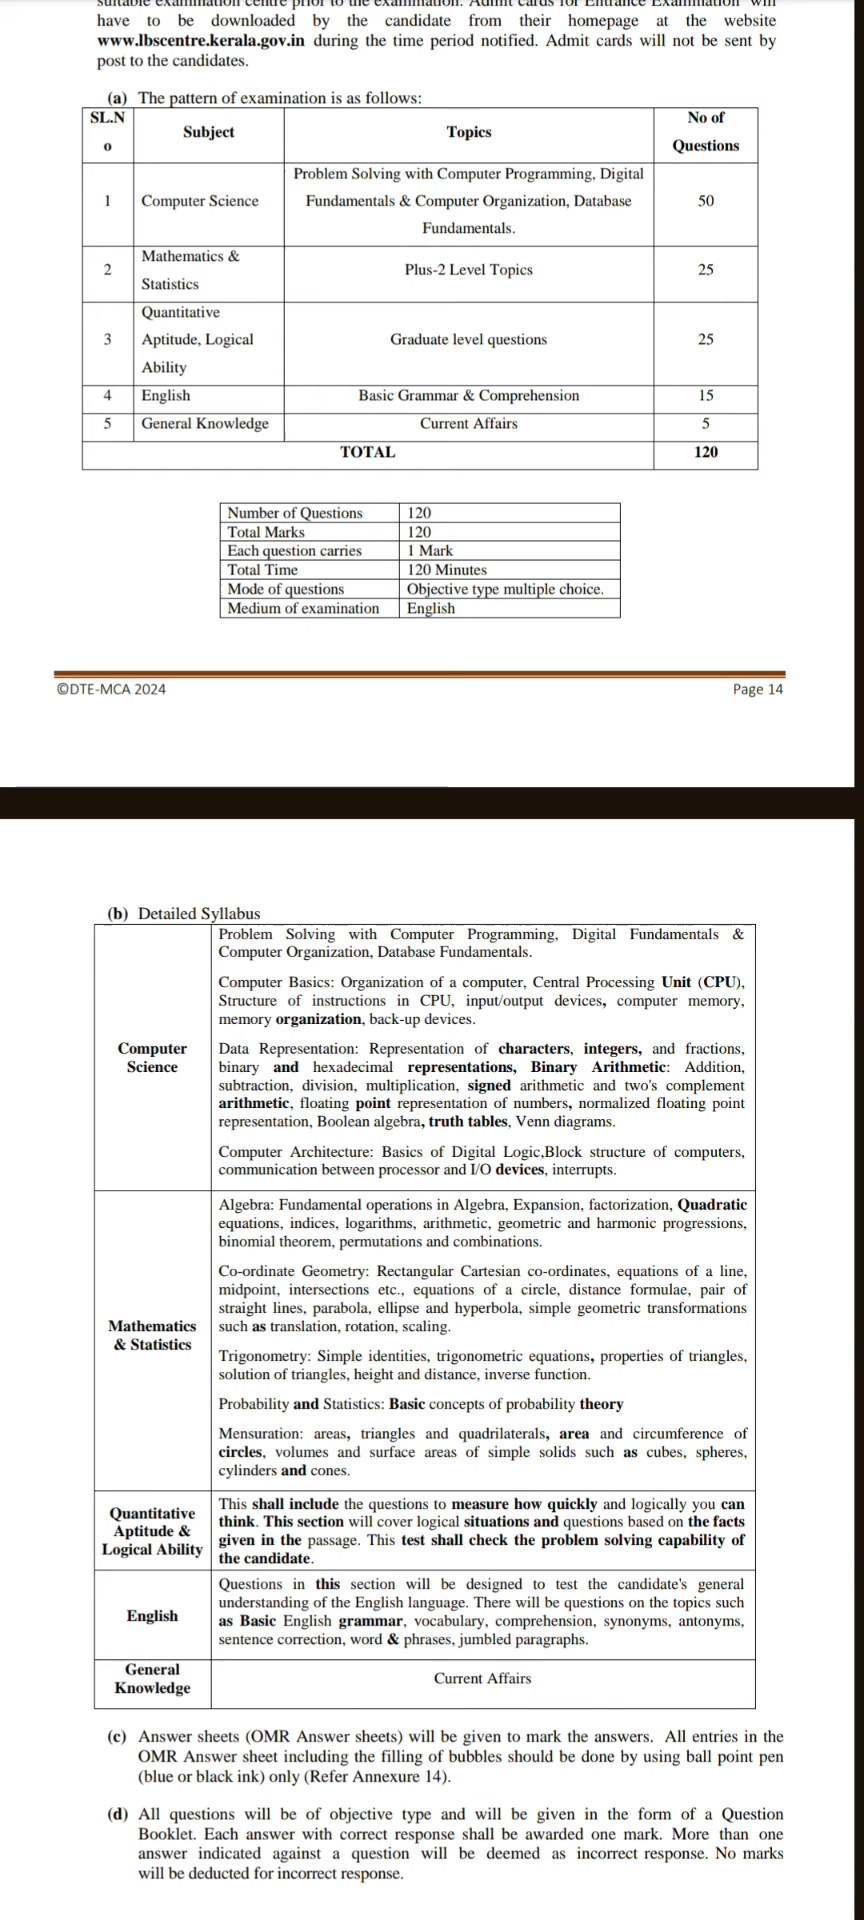 suitable examination centre prior to the examination. Admit cards for Entrance Examination will
have to be downloaded by the candidate from their homepage at the website
www.lbscentre.kerala.gov.in during the time period notified. Admit cards will not be sent by
post to the candidates.
(a) The pattern of examination is as follows:
SL.N
o
Subject
Topics
No of
Questions
1
Computer Science
Problem Solving with Computer Programming, Digital
Fundamentals & Computer Organization, Database
Fundamentals.
50
2
Mathematics &
Statistics
Plus-2 Level Topics
25
3
Quantitative
Aptitude, Logical
Ability
Graduate level questions
25
4 English Basic Grammar & Comprehension 15
5 General Knowledge Current Affairs 5
TOTAL 120
Number of Questions 120
Total Marks 120
Each question carries 1 Mark
Total Time 120 Minutes
Mode of questions Objective type multiple choice.
Medium of examination English
©DTE-MCA 2024 Page 14
(b) Detailed Syllabus
Computer
Science
Problem Solving with Computer Programming, Digital Fundamentals &
Computer Organization, Database Fundamentals.
Computer Basics: Organization of a computer, Central Processing Unit (CPU),
Structure of instructions in CPU, input/output devices, computer memory,
memory organization, back-up devices.
Data Representation: Representation of characters, integers, and fractions,
binary and hexadecimal representations, Binary Arithmetic: Addition,
subtraction, division, multiplication, signed arithmetic and two's complement
arithmetic, floating point representation of numbers, normalized floating point
representation, Boolean algebra, truth tables, Venn diagrams.
Computer Architecture: Basics of Digital Logic,Block structure of computers,
communication between processor and I/O devices, interrupts.
Mathematics
& Statistics
Algebra: Fundamental operations in Algebra, Expansion, factorization, Quadratic
equations, indices, logarithms, arithmetic, geometric and harmonic progressions,
binomial theorem, permutations and combinations.
Co-ordinate Geometry: Rectangular Cartesian co-ordinates, equations of a line,
midpoint, intersections etc., equations of a circle, distance formulae, pair of
straight lines, parabola, ellipse and hyperbola, simple geometric transformations
such as translation, rotation, scaling.
Trigonometry: Simple identities, trigonometric equations, properties of triangles,
solution of triangles, height and distance, inverse function.
Probability and Statistics: Basic concepts of probability theory
Mensuration: areas, triangles and quadrilaterals, area and circumference of
circles, volumes and surface areas of simple solids such as cubes, spheres,
cylinders and cones.
Quantitative
Aptitude &
Logical Ability
This shall include the questions to measure how quickly and logically you can
think. This section will cover logical situations and questions based on the facts
given in the passage. This test shall check the problem solving capability of
the candidate.
English
Questions in this section will be designed to test the candidate's general
understanding of the English language. There will be questions on the topics such
as Basic English grammar, vocabulary, comprehension, synonyms, antonyms,
sentence correction, word & phrases, jumbled paragraphs.
General
Knowledge
Current Affairs
(c) Answer sheets (OMR Answer sheets) will be given to mark the answers. All entries in the
OMR Answer sheet including the filling of bubbles should be done by using ball point pen
(blue or black ink) only (Refer Annexure 14).
(d) All questions will be of objective type and will be given in the form of a Question
Booklet. Each answer with correct response shall be awarded one mark. More than one
answer indicated against a question will be deemed as incorrect response. No marks
will be deducted for incorrect response.